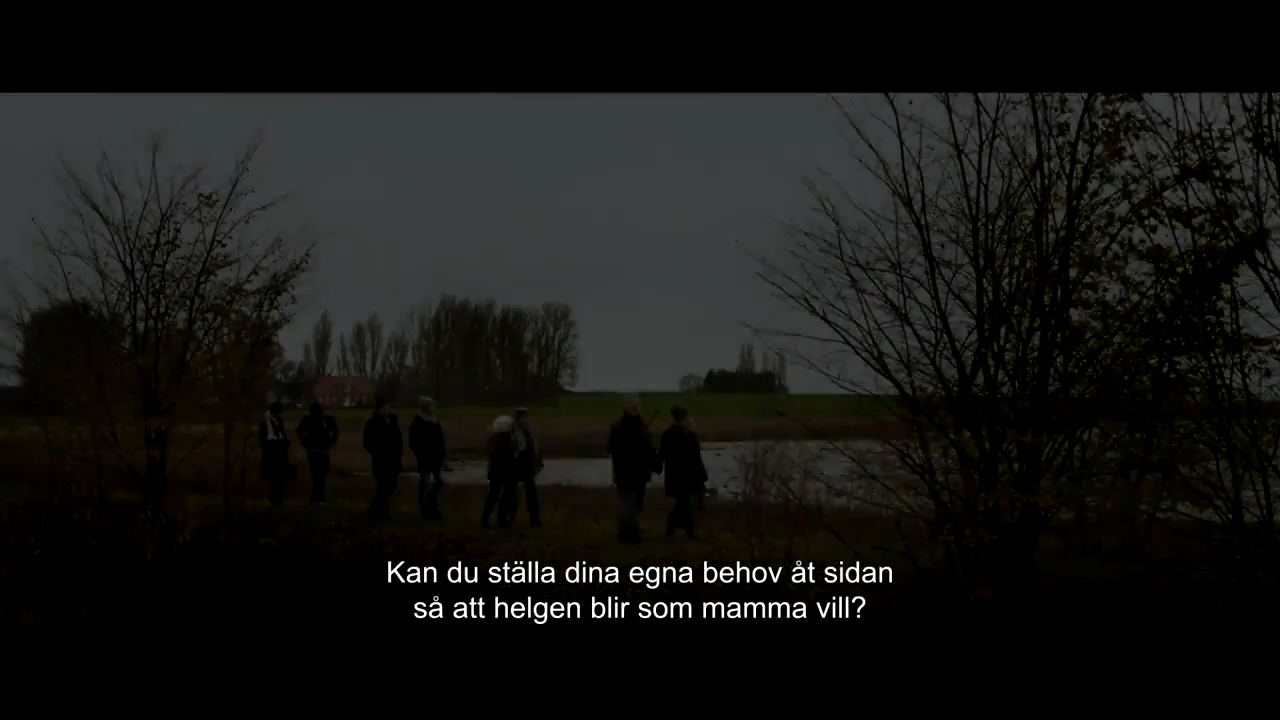 Kan du ställa dina egna behov åt sidan
så att helgen blir som mamma vill?